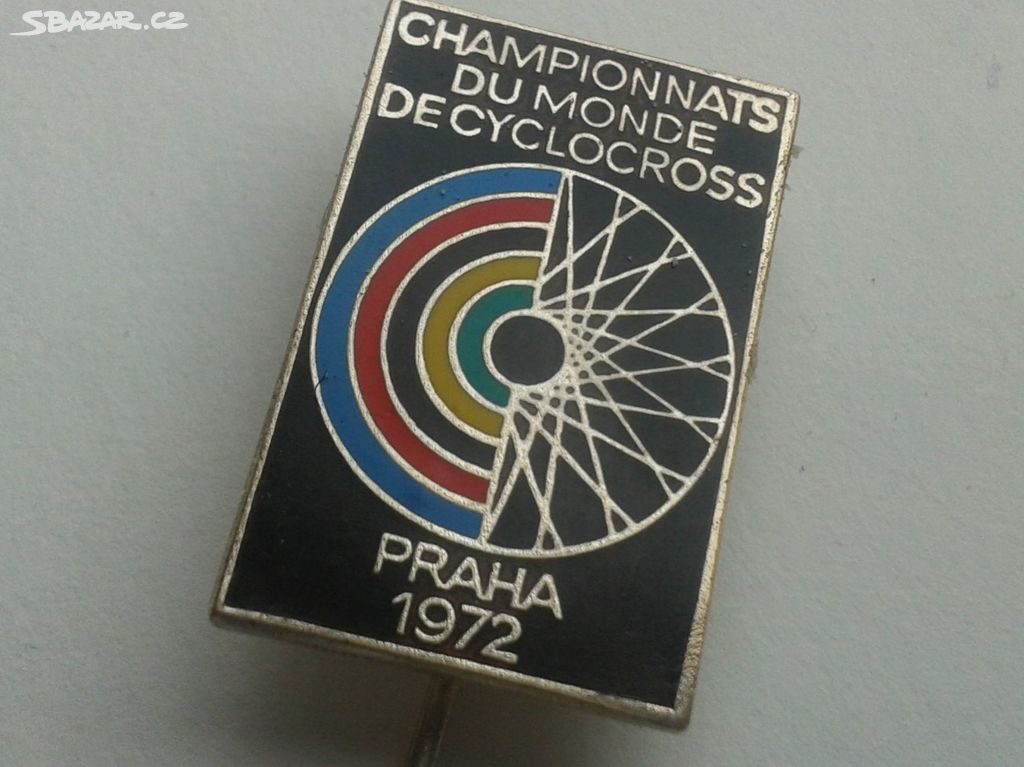 SBAZAR.CZ
CHAMPIONNATS
DU MONDE
DE CYCLOCROSS
PRAHA
1972